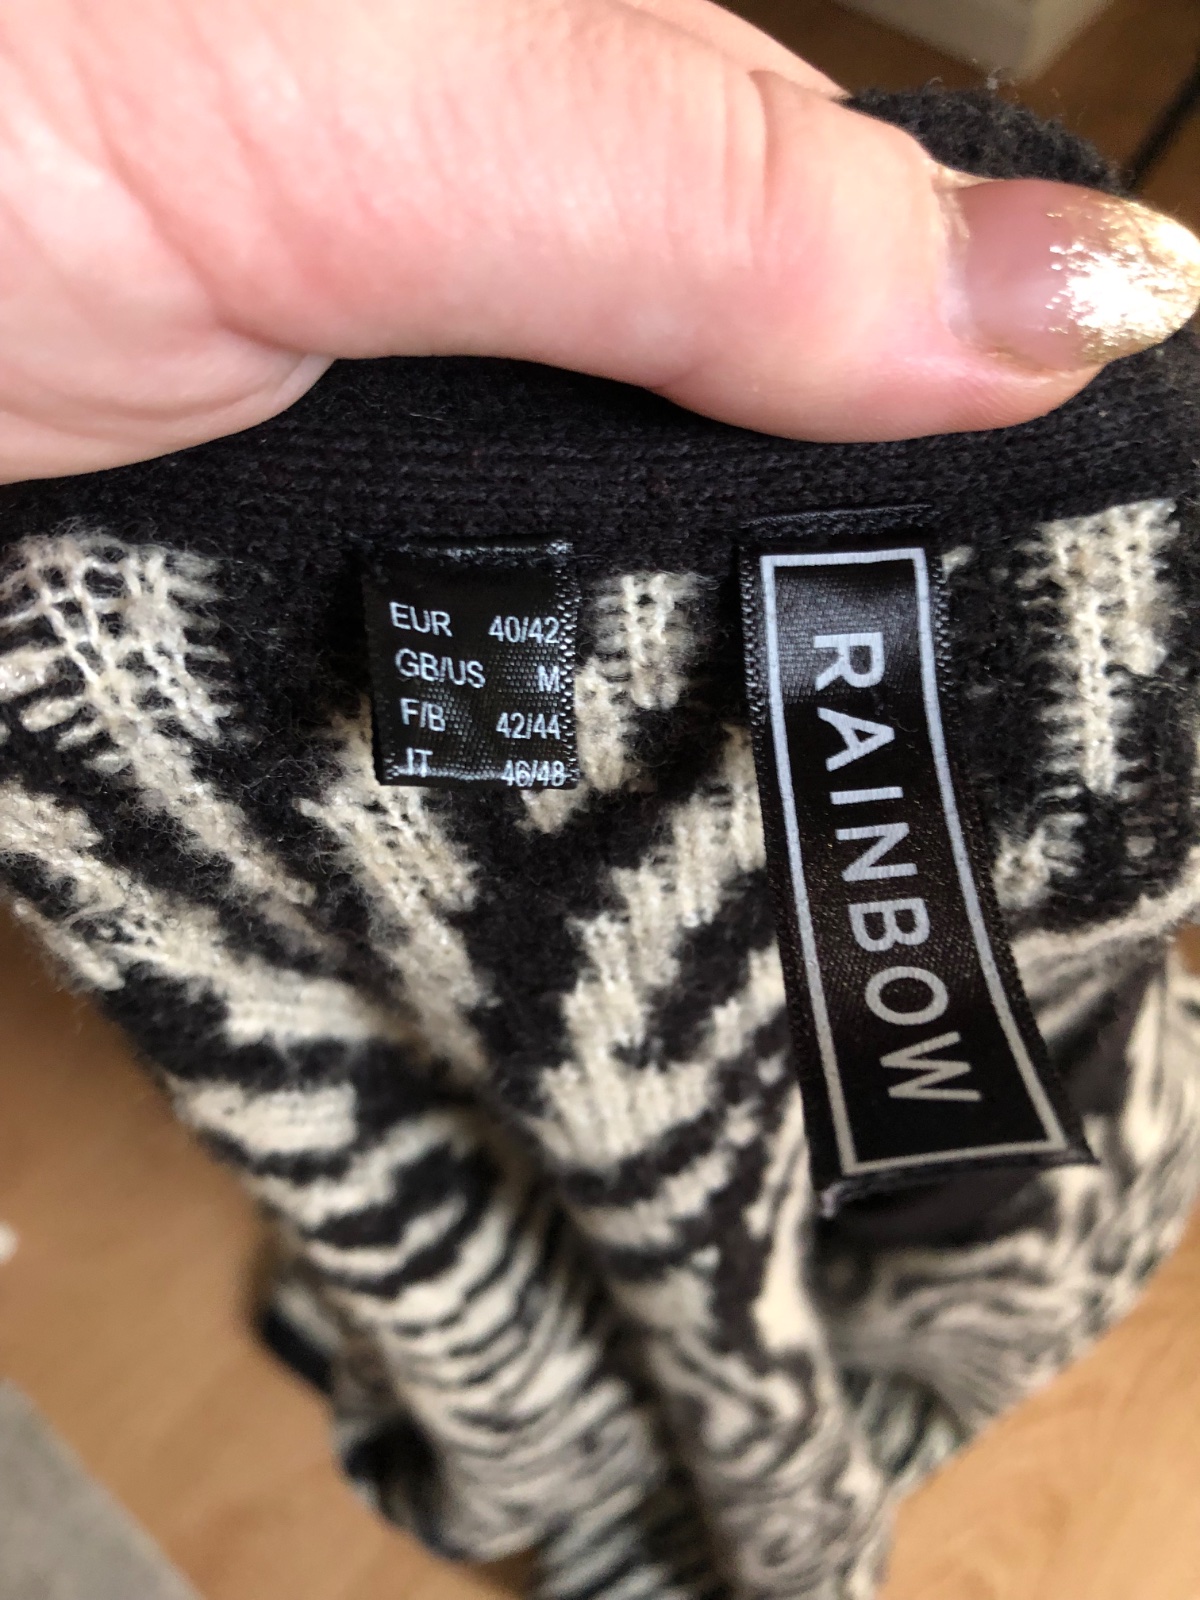 EUR 40/42
GB/US M
F/B 42/44
IT 46/48
RAINBOW